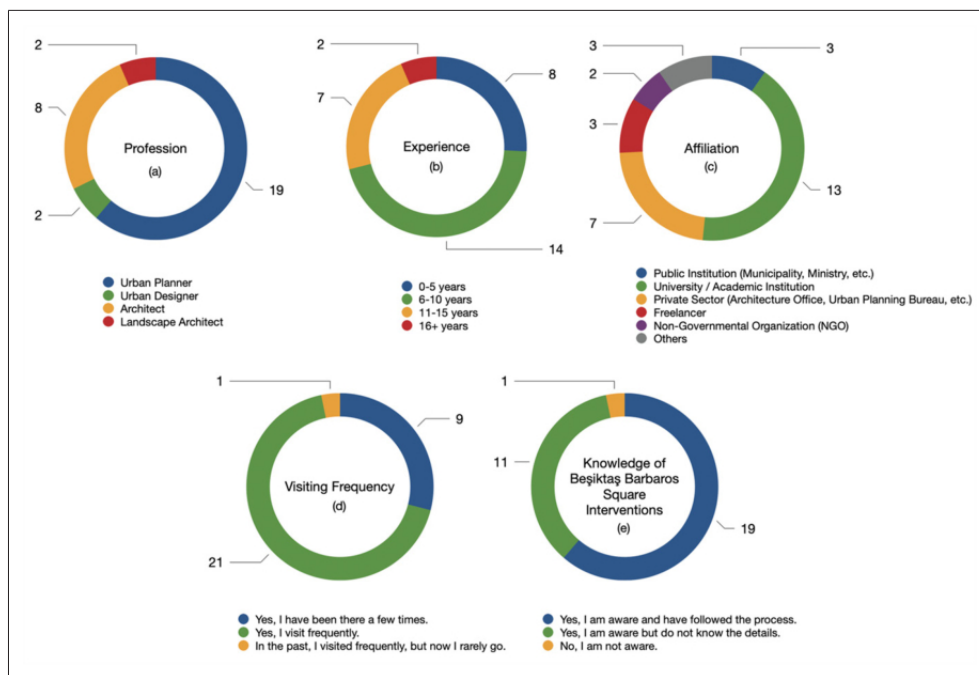 2
8
2
19
Profession
(a)
Urban Planner
Urban Designer
Architect
Landscape Architect
2
7
8
14
Experience
(b)
0-5 years
6-10 years
11-15 years
16+ years
3
2
3
7
3
13
Affiliation
(c)
Public Institution (Municipality, Ministry, etc.)
University / Academic Institution
Private Sector (Architecture Office, Urban Planning Bureau, etc.)
Freelancer
Non-Governmental Organization (NGO)
Others
1
9
21
Visiting Frequency
(d)
Yes, I have been there a few times.
Yes, I visit frequently.
In the past, I visited frequently, but now I rarely go.
1
11
19
Knowledge of
Beşiktaş Barbaros
Square
Interventions
(e)
Yes, I am aware and have followed the process.
Yes, I am aware but do not know the details.
No, I am not aware.